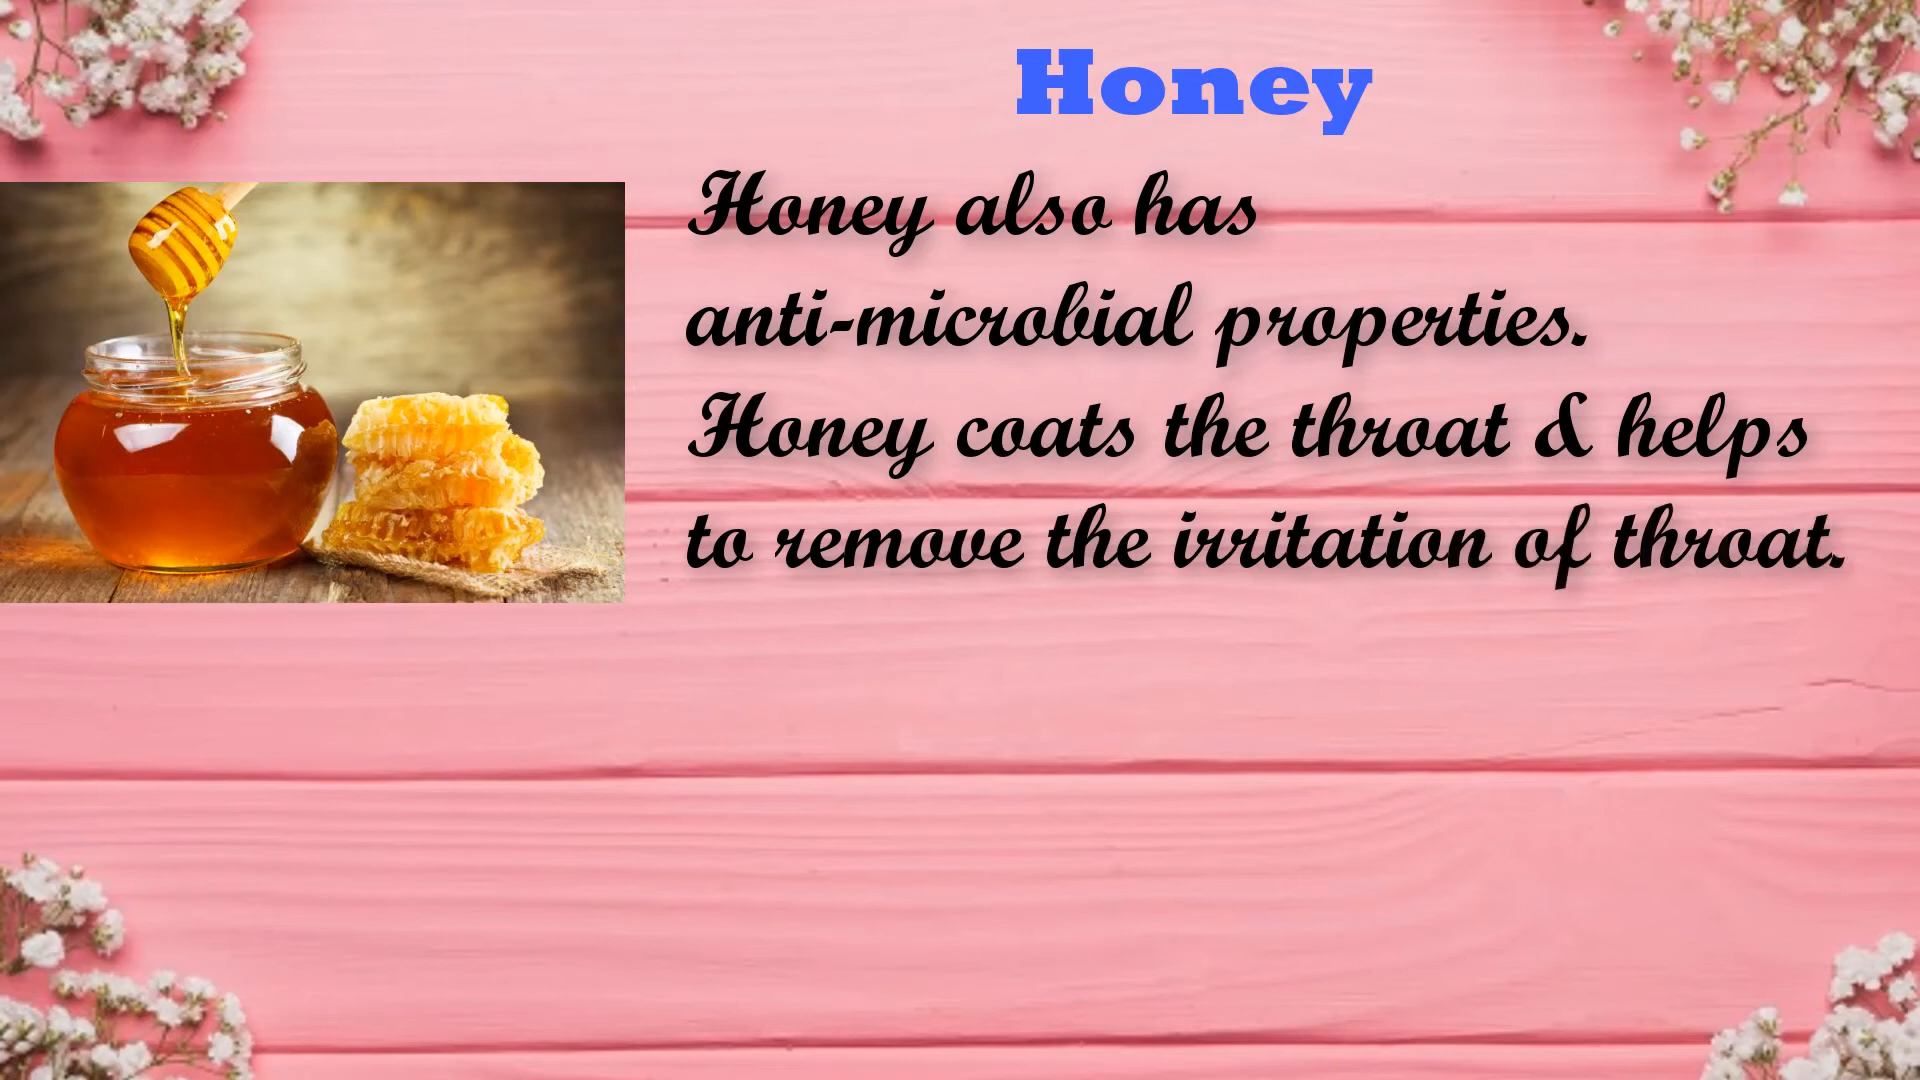 Honey
Honey also has
anti-microbial properties.
Honey coats the throat & helps
to remove the irritation of throat.